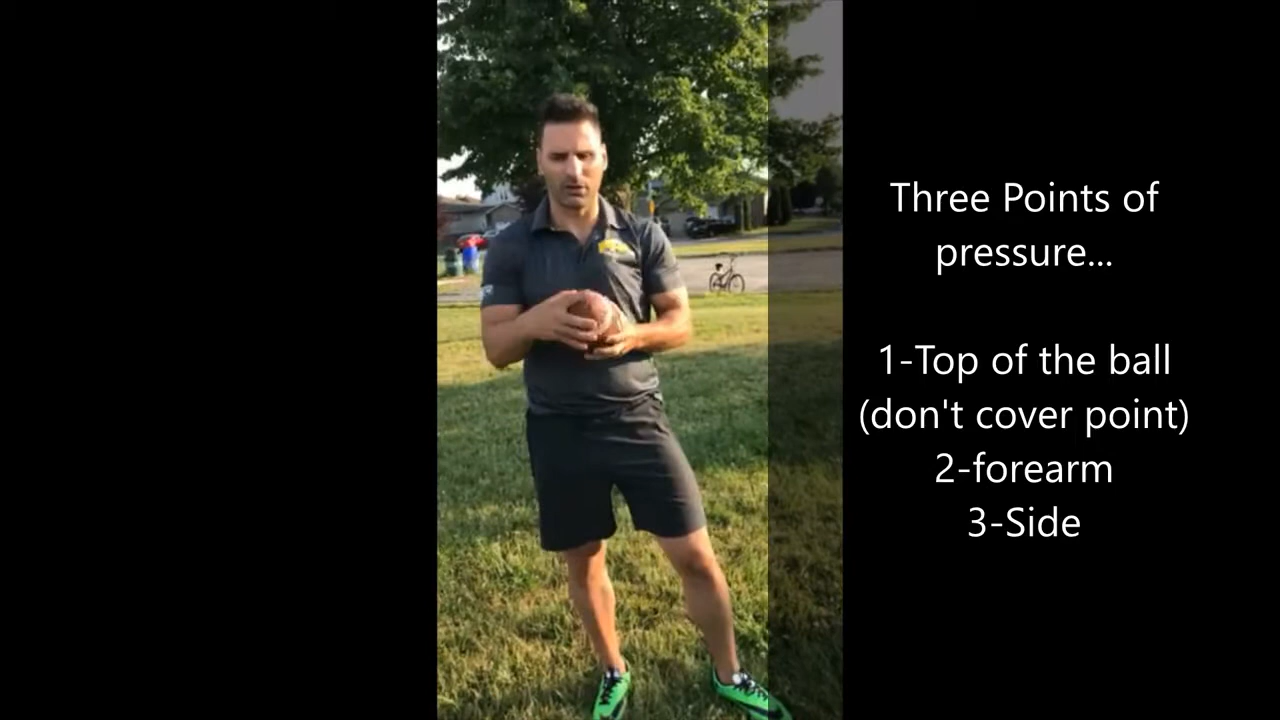 Three Points of
pressure...
1-Top of the ball
(don't cover point)
2-forearm
3-Side